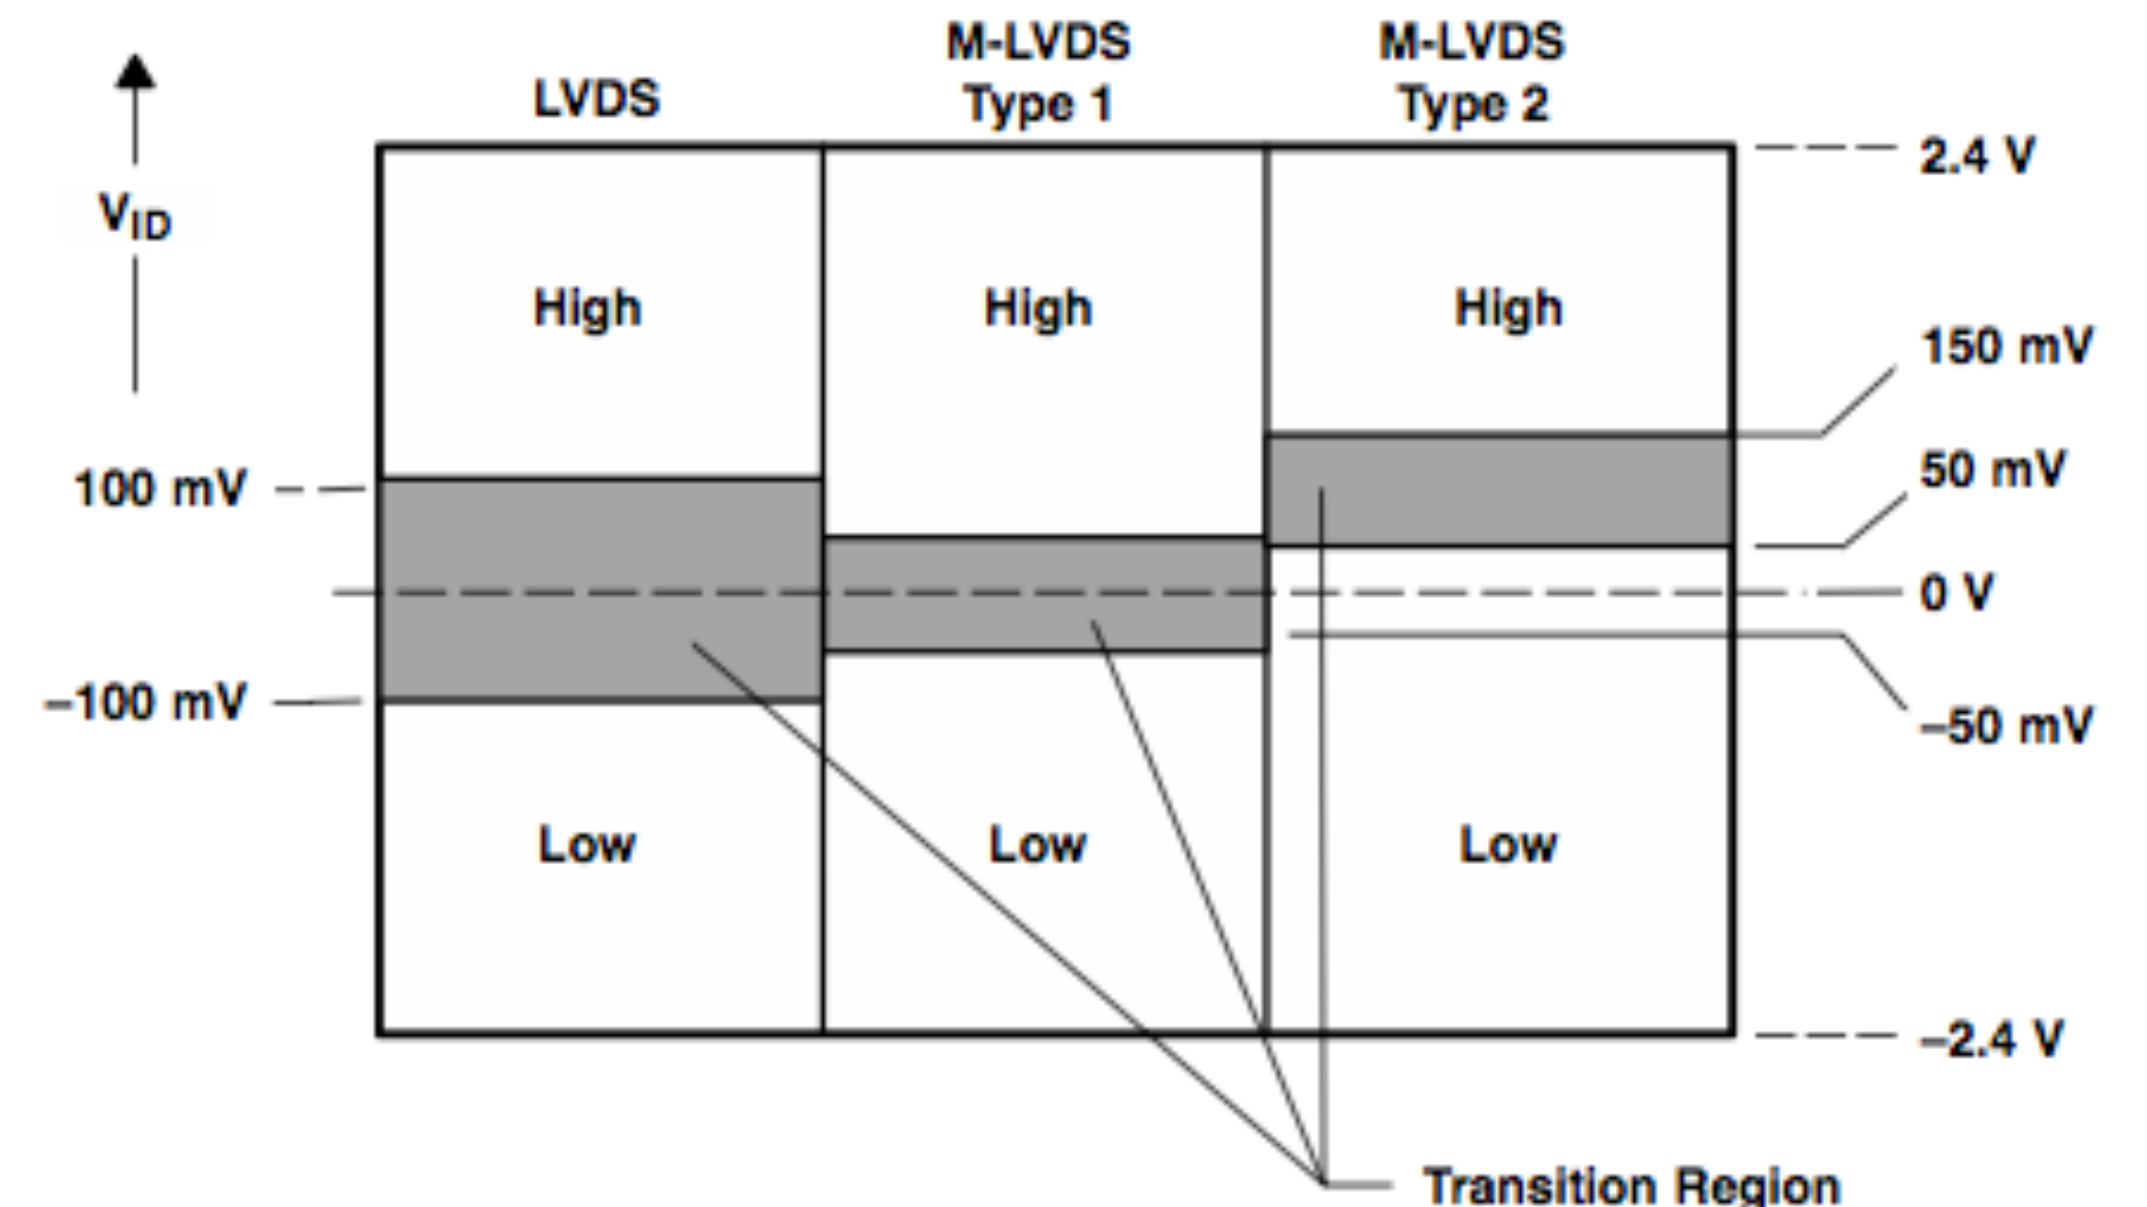 M-LVDS
Type 1
M-LVDS
Type 2
LVDS
2.4 V
VID
High
High
High
150 mV
50 mV
100 mV
0 V
–100 mV
–50 mV
Low
Low
Low
–2.4 V
Transition Region